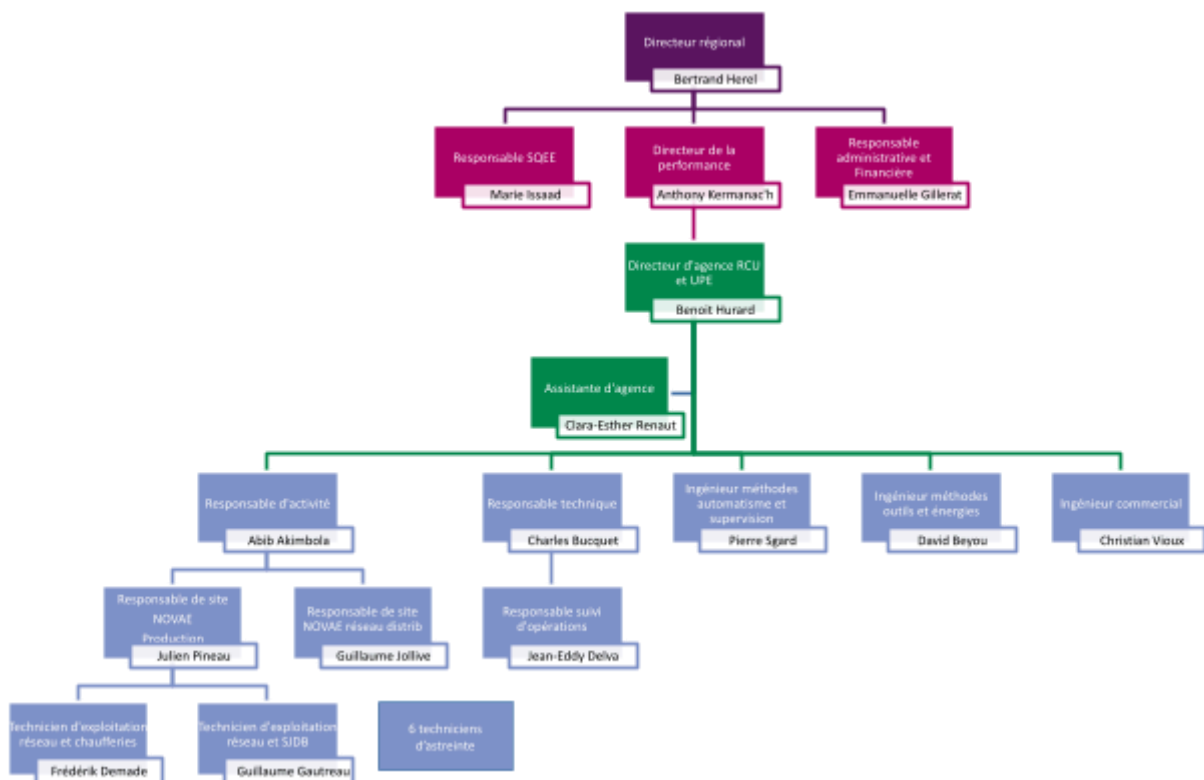 Directeur régional
Bertrand Herel
Responsable SQEE
Marie Issaad
Directeur de la
performance
Anthony Kermanac'h
Responsable
administrative et
Financière
Emmanuelle Gillerat
Directeur d'agence RCU
et UPE
Benoit Hurard
Assistante d'agence
Clara-Esther Renaut
Responsable d'activité
Abib Akimbola
Responsable technique
Charles Bucquet
Ingénieur méthodes
automatisme et
supervision
Pierre Sgard
Ingénieur méthodes
outils et énergies
David Beyou
Ingénieur commercial
Christian Vioux
Responsable de site
NOVAE
Production
Julien Pineau
Responsable de site
NOVAE réseau distrib
Guillaume Jollive
Responsable suivi
d'opérations
Jean-Eddy Delva
Technicien d'exploitation
réseau et chaufferies
Frédérik Demade
Technicien d'exploitation
réseau et SJDB
Guillaume Gautreau
6 techniciens
d'astreinte